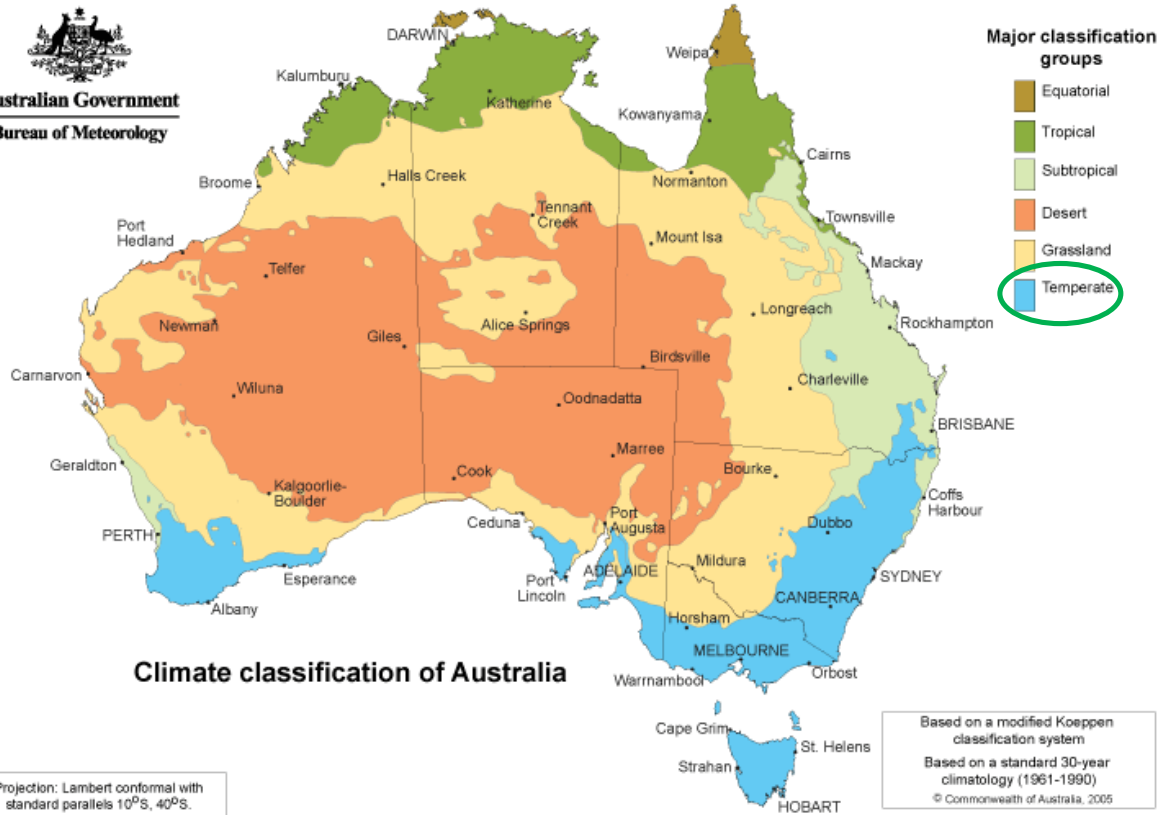 ustralian Government
Bureau of Meteorology
Major classification
groups
Equatorial
Tropical
Subtropical
Desert
Grassland
Temperate
DARWIN
Weipa
Kalumburu
Katherine
Kowanyama
Cairns
Broome
Halls Creek
Normanton
Tennant
Creek
Townsville
Port
Hedland
Mount Isa
Mackay
Telfer
Longreach
Newman
Alice Springs
Rockhampton
Giles
Birdsville
Carnarvon
Wiluna
Charleville
Oodnadatta
BRISBANE
Marree
Geraldton
Cook
Bourke
Kalgoorlie-
Boulder
Coffs
Harbour
Ceduna
Port
Augusta
Dubbo
PERTH
Mildura
Esperance
Port
Lincoln
ADELAIDE
SYDNEY
Albany
CANBERRA
Horsham
MELBOURNE
Climate classification of Australia
Warrnambool
Orbost
Cape Grim
St. Helens
Strahan
HOBART
Based on a modified Koeppen
classification system
Based on a standard 30-year
climatology (1961-1990)
© Commonwealth of Australia, 2005
Projection: Lambert conformal with
standard parallels 10°S, 40°S.